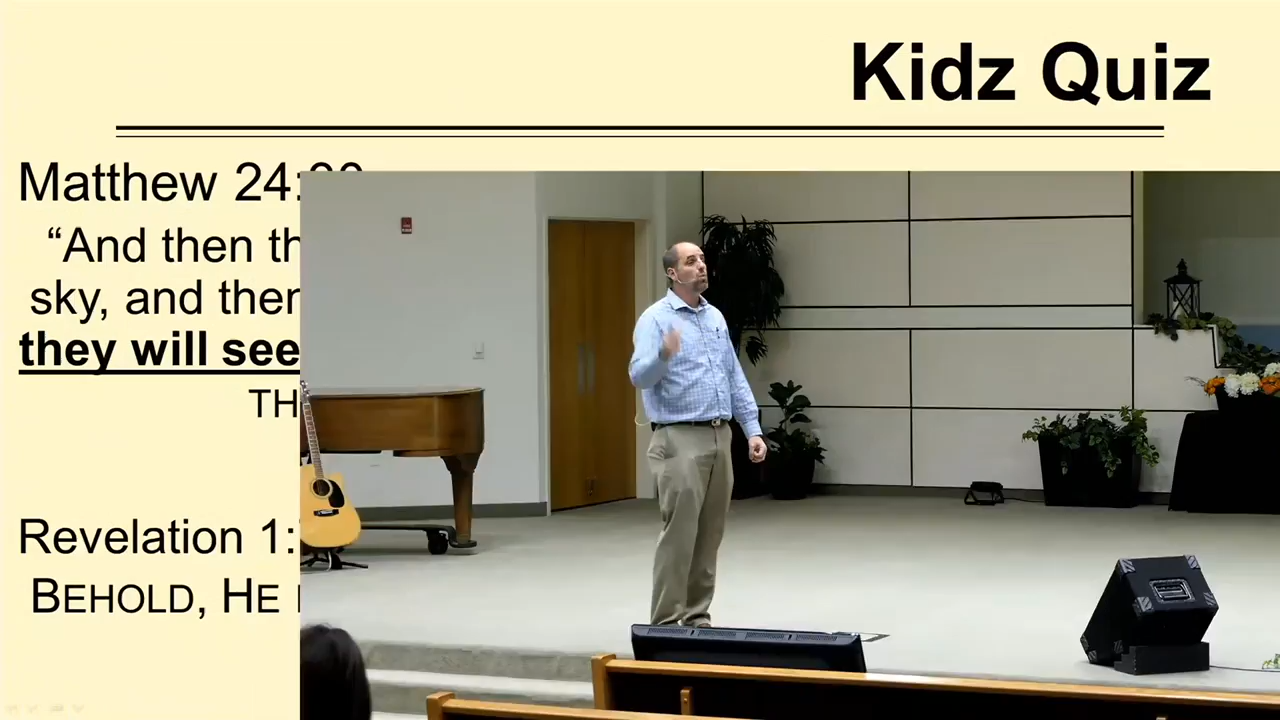 Kidz Quiz
Matthew 24:
“And then th
sky, and then
they will see
TH
Revelation 1:
BEHOLD, HE